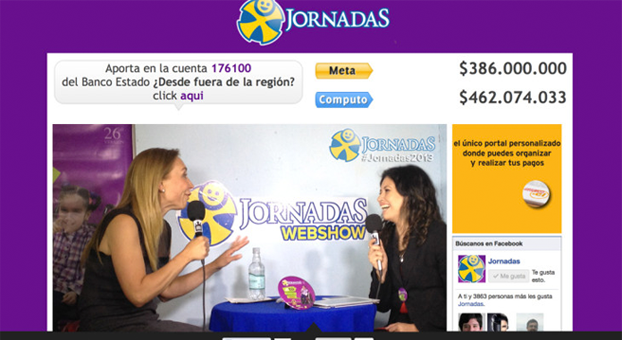 JORNADAS
Aporta en la cuenta 176100
del Banco Estado ¿Desde fuera de la región?
click aqui
Meta
$386.000.000
Computo
$462.074.033
26
JORNADAS
#Jornadas2013
JORNADAS
WEBSHOW
el único portal personalizado
donde puedes organizar
y realizar tus pagos
Búscanos en Facebook
Jornadas
Me gusta
Te gusta
esto.
A ti y 3863 personas más les gusta
Jornadas.